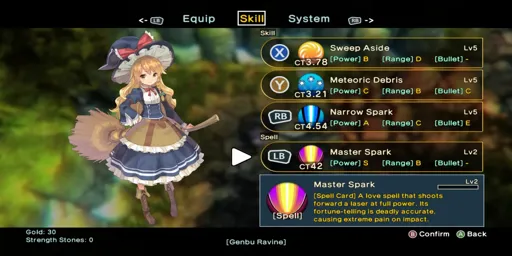 <- LB Equip Skill System RB ->
Skill
X Sweep Aside Lv5
CT3.78 [Power] B [Range] D [Bullet] -
Y Meteoric Debris Lv5
CT3.21 [Power] C [Range] B [Bullet] C
RB Narrow Spark Lv5
CT4.54 [Power] A [Range] C [Bullet] E
Spell
LB Master Spark Lv2
CT42 [Power] S [Range] B [Bullet] -
Master Spark Lv2
[Spell Card] A love spell that shoots
forward a laser at full power. Its
fortune-telling is deadly accurate,
causing extreme pain on impact.
[Spell]
Gold: 30
Strength Stones: 0
[Genbu Ravine]
B Confirm A Back